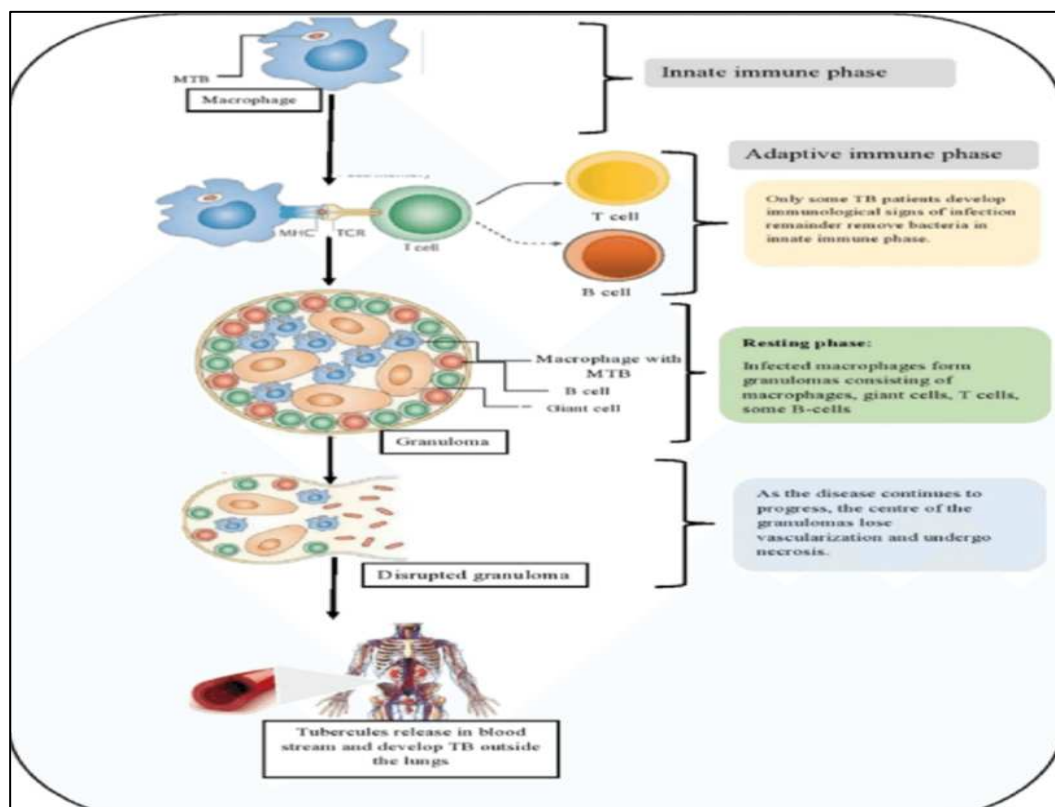 MTB
Macrophage
Innate immune phase
MHC
TCR
T cell
T cell
B cell
Adaptive immune phase
Only some TB patients develop
immunological signs of infection
remainder remove bacteria in
innate immune phase.
Macrophage with
MTB
B cell
Giant cell
Granuloma
Resting phase:
Infected macrophages form
granulomas consisting of
macrophages, giant cells, T cells,
some B-cells
Disrupted granuloma
As the disease continues to
progress, the centre of the
granulomas lose
vascularization and undergo
necrosis.
Tubercules release in blood
stream and develop TB outside
the lungs